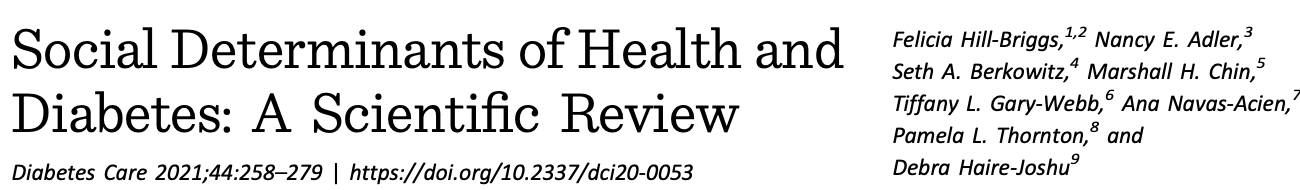 Social Determinants of Health and
Diabetes: A Scientific Review
Diabetes Care 2021;44:258–279 | https://doi.org/10.2337/dci20-0053
Felicia Hill-Briggs,1,2 Nancy E. Adler,3
Seth A. Berkowitz,4 Marshall H. Chin,5
Tiffany L. Gary-Webb,6 Ana Navas-Acien,7
Pamela L. Thornton,8 and
Debra Haire-Joshu9